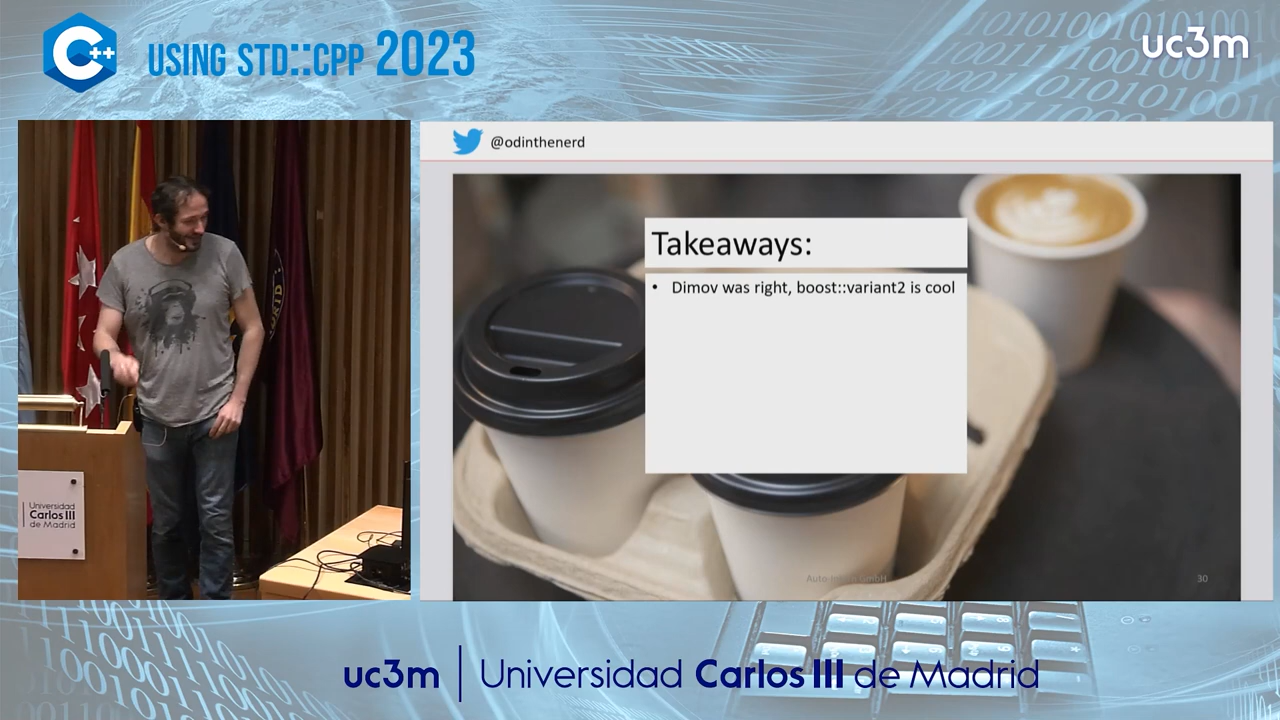 C++
USING STD::CPP 2023
uc3m
@odinthenerd
Takeaways:
• Dimov was right, boost::variant2 is cool
30
Universidad
Carlos III
de Madrid
uc3m | Universidad Carlos III de Madrid